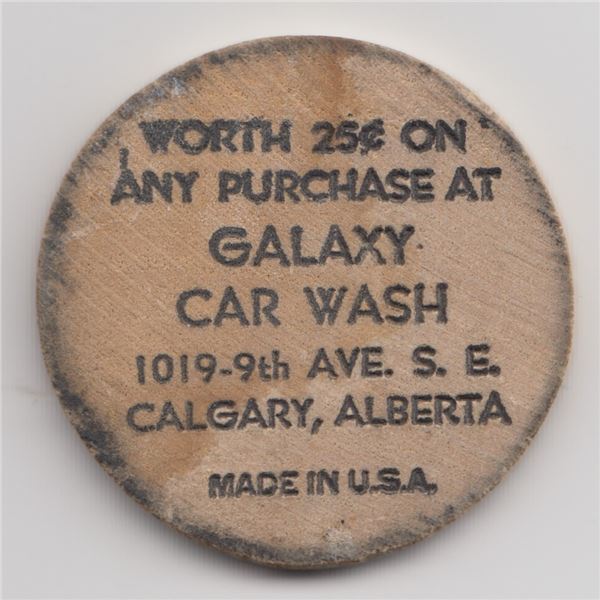 WORTH 25¢ ON
ANY PURCHASE AT
GALAXY
CAR WASH
1019-9th AVE. S. E.
CALGARY, ALBERTA
MADE IN U.S.A.